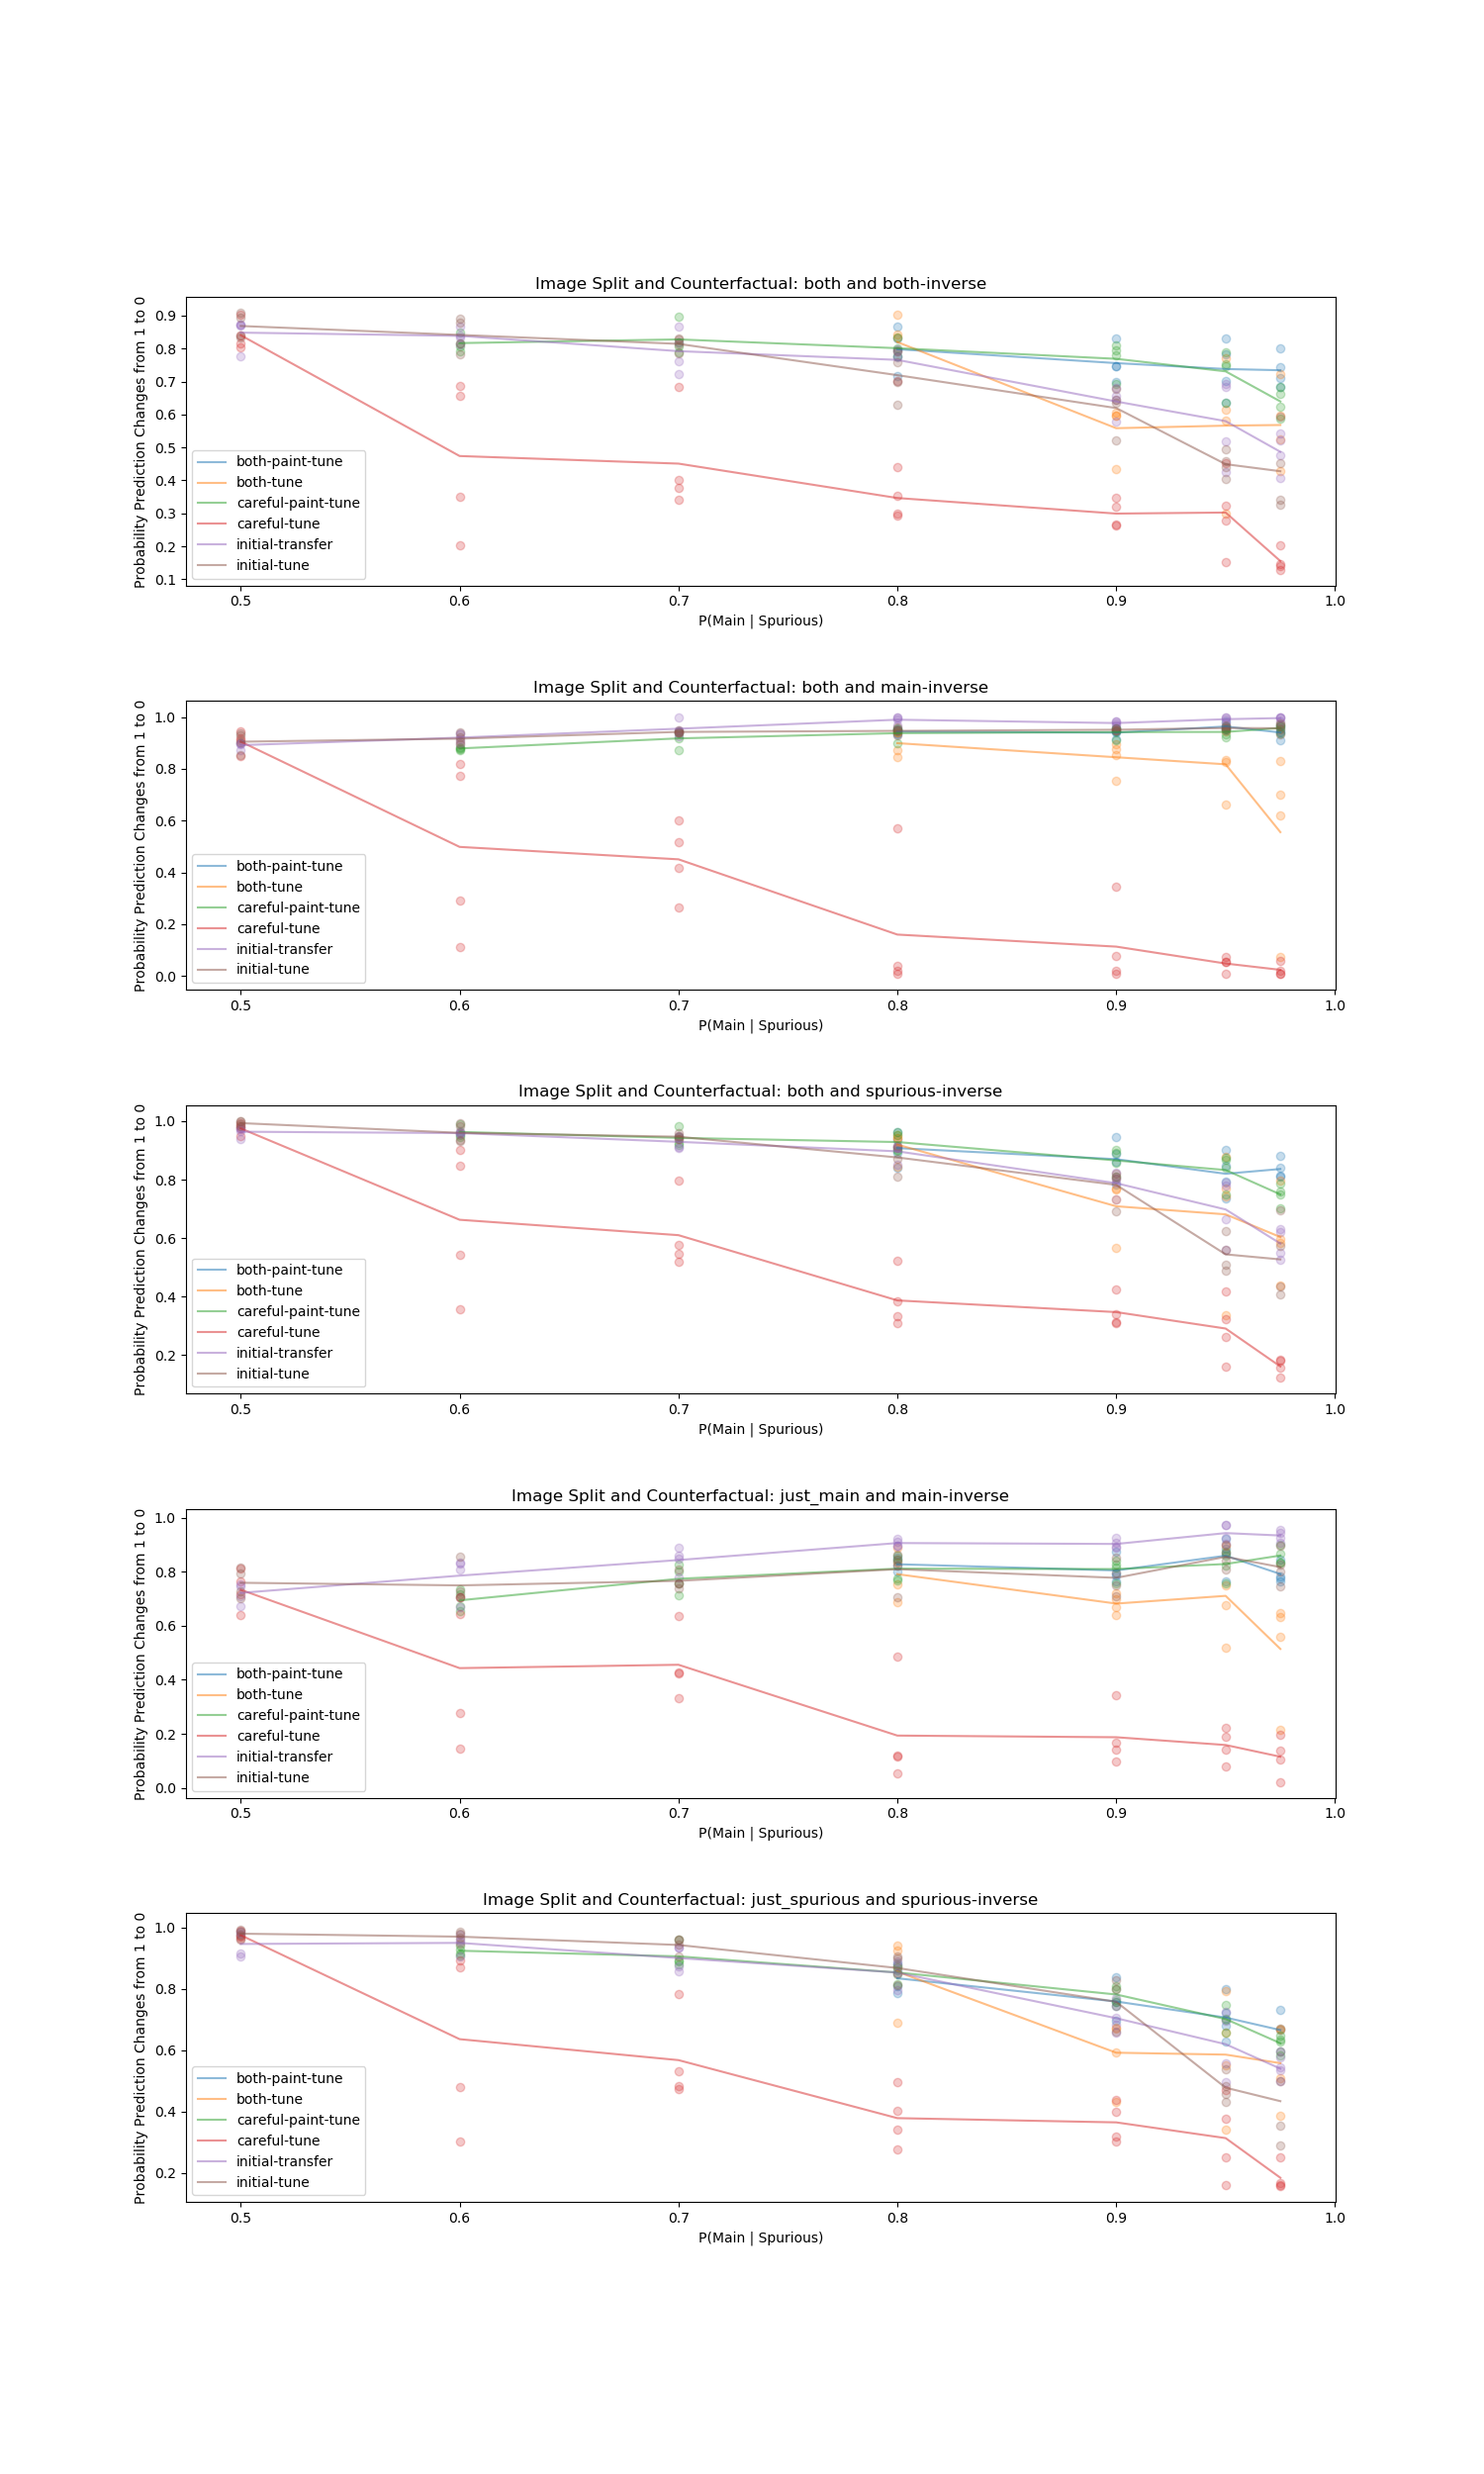 Image Split and Counterfactual: both and both-inverse
Probability Prediction Changes from 1 to 0
0.9
0.8
0.7
0.6
0.5
0.4
0.3
0.2
0.1
both-paint-tune
both-tune
careful-paint-tune
careful-tune
initial-transfer
initial-tune
0.5 0.6 0.7 0.8 0.9 1.0
P(Main | Spurious)
Image Split and Counterfactual: both and main-inverse
Probability Prediction Changes from 1 to 0
1.0
0.8
0.6
0.4
0.2
0.0
both-paint-tune
both-tune
careful-paint-tune
careful-tune
initial-transfer
initial-tune
0.5 0.6 0.7 0.8 0.9 1.0
P(Main | Spurious)
Image Split and Counterfactual: both and spurious-inverse
Probability Prediction Changes from 1 to 0
1.0
0.8
0.6
0.4
0.2
both-paint-tune
both-tune
careful-paint-tune
careful-tune
initial-transfer
initial-tune
0.5 0.6 0.7 0.8 0.9 1.0
P(Main | Spurious)
Image Split and Counterfactual: just_main and main-inverse
Probability Prediction Changes from 1 to 0
1.0
0.8
0.6
0.4
0.2
0.0
both-paint-tune
both-tune
careful-paint-tune
careful-tune
initial-transfer
initial-tune
0.5 0.6 0.7 0.8 0.9 1.0
P(Main | Spurious)
Image Split and Counterfactual: just_spurious and spurious-inverse
Probability Prediction Changes from 1 to 0
1.0
0.8
0.6
0.4
0.2
both-paint-tune
both-tune
careful-paint-tune
careful-tune
initial-transfer
initial-tune
0.5 0.6 0.7 0.8 0.9 1.0
P(Main | Spurious)